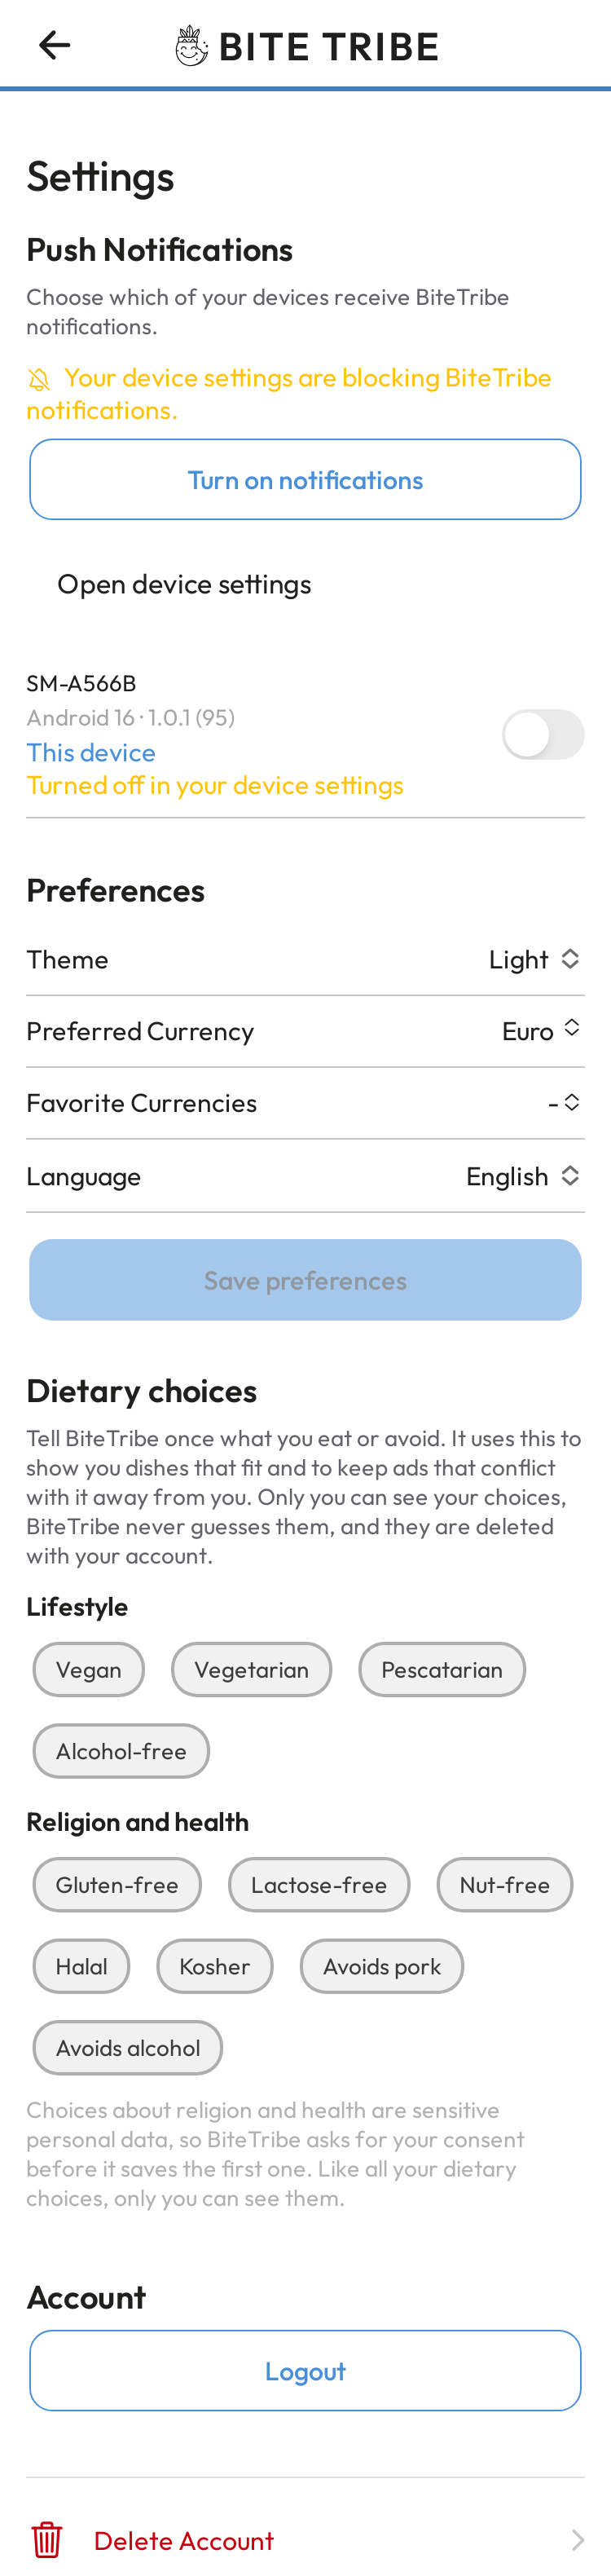 BITE TRIBE
Settings
Push Notifications
Choose which of your devices receive BiteTribe
notifications.
Your device settings are blocking BiteTribe
notifications.
Turn on notifications
Open device settings
SM-A566B
Android 16 · 1.0.1 (95)
This device
Turned off in your device settings
Preferences
Theme Light
Preferred Currency Euro
Favorite Currencies -
Language English
Save preferences
Dietary choices
Tell BiteTribe once what you eat or avoid. It uses this to
show you dishes that fit and to keep ads that conflict
with it away from you. Only you can see your choices,
BiteTribe never guesses them, and they are deleted
with your account.
Lifestyle
Vegan Vegetarian Pescatarian
Alcohol-free
Religion and health
Gluten-free Lactose-free Nut-free
Halal Kosher Avoids pork
Avoids alcohol
Choices about religion and health are sensitive
personal data, so BiteTribe asks for your consent
before it saves the first one. Like all your dietary
choices, only you can see them.
Account
Logout
Delete Account